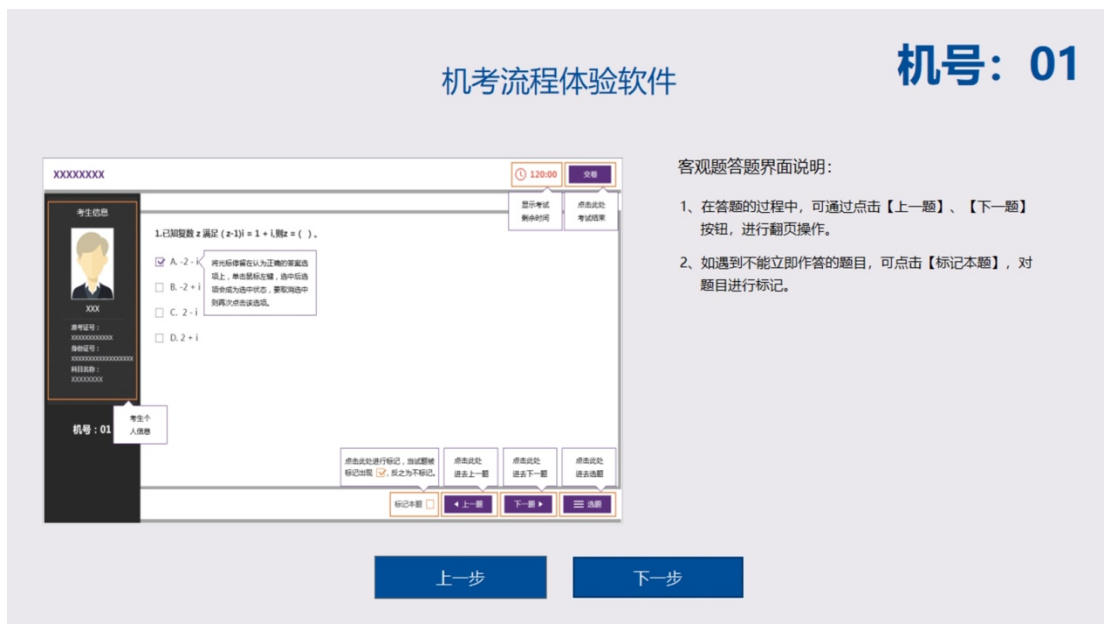 机号：01
机考流程体验软件
XXXXXXXX
120:00
交卷
显示考试
剩余时间
点击此处
考试结束
考生信息
XXX
准考证号：
XXXXXXXXXXXX
身份证号：
XXXXXXXXXXXXXXXXXX
科目名称：
XXXXXXXX
机号：01
考生个
人信息
1.已知复数 z 满足 ( z-1)i = 1 + i,则z = (  ) 。
A. -2 - i
将光标停留在认为正确的答案选
项上，单击鼠标左键，选中后选
项会成为选中状态，要取消选中
则再次点击该选项。
B. -2 + i
C. 2 - i
D. 2 + i
点击此处进行标记，当试题被
标记出现 ，反之为不标记。
点击此处
进去上一题
点击此处
进去下一题
点击此处
进去选题
标记本题
上一题
下一题
选题
客观题答题界面说明：
1、在答题的过程中，可通过点击【上一题】、【下一题】
按钮，进行翻页操作。
2、如遇到不能立即作答的题目，可点击【标记本题】，对
题目进行标记。
上一步
下一步